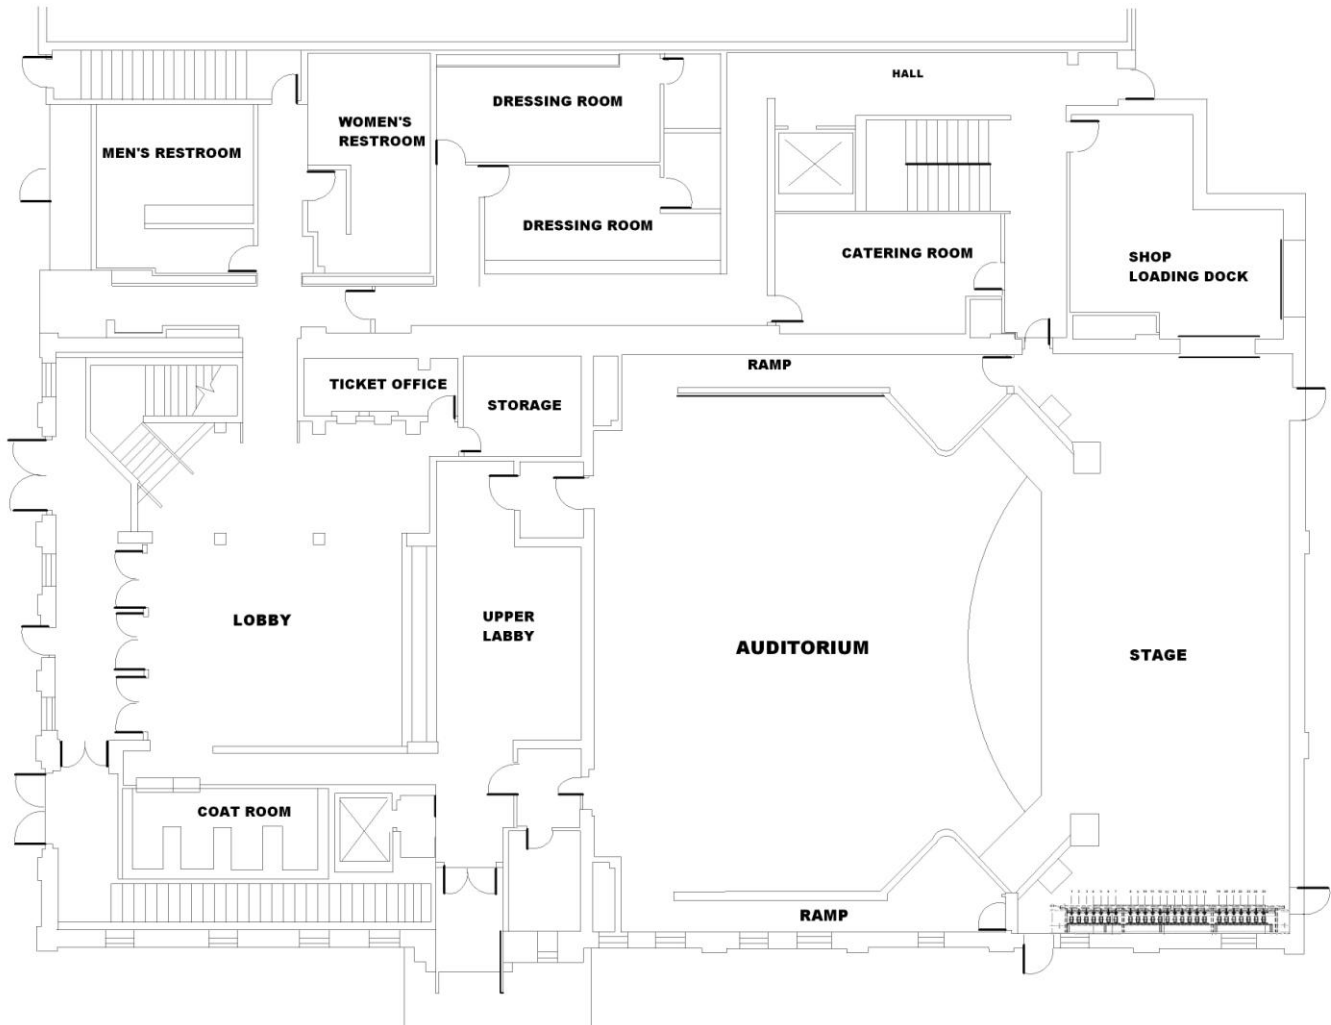 HALL
DRESSING ROOM
WOMEN'S
RESTROOM
MEN'S RESTROOM
DRESSING ROOM
CATERING ROOM
SHOP
LOADING DOCK
RAMP
TICKET OFFICE
STORAGE
LOBBY
UPPER
LABBY
AUDITORIUM
STAGE
COAT ROOM
RAMP